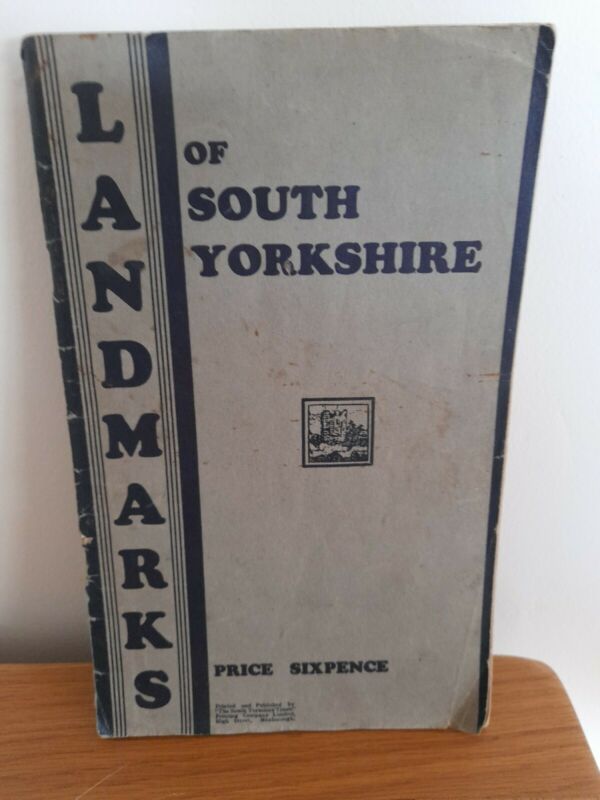 LANDMARKS
OF
SOUTH
YORKSHIRE
PRICE SIXPENCE
Printed and Published by
"The South Yorkshire Times"
Printing Company Limited,
High Street, Mexborough.